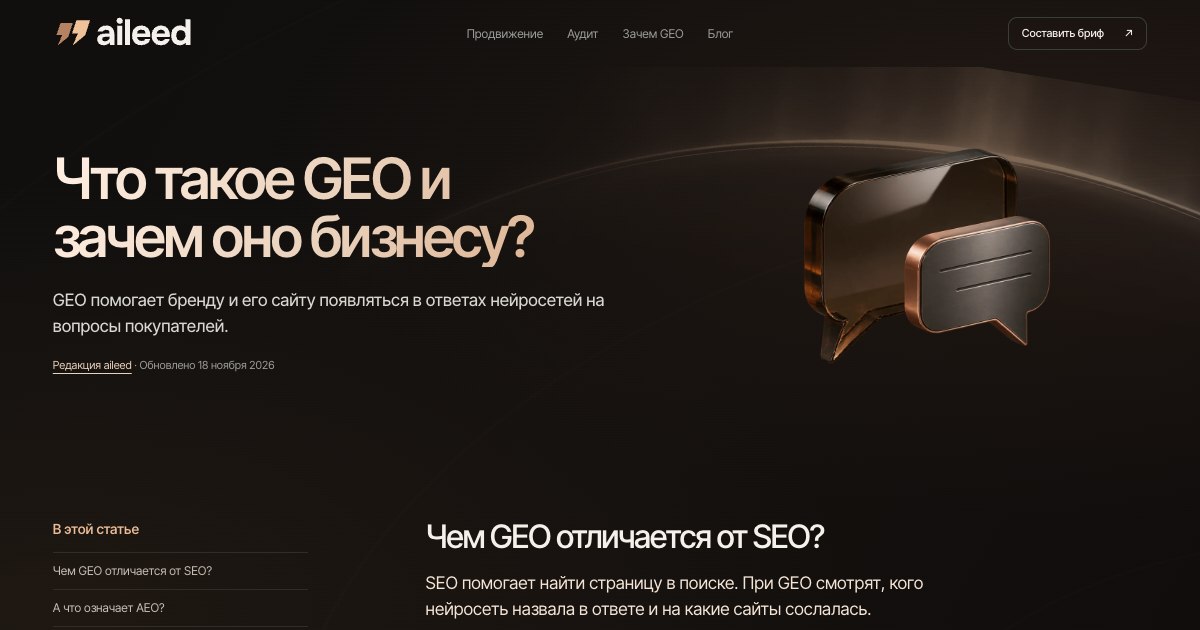 aileed
Продвижение
Аудит
Зачем GEO
Блог
Составить бриф
Что такое GEO и
зачем оно бизнесу?
GEO помогает бренду и его сайту появляться в ответах нейросетей на
вопросы покупателей.
Редакция aileed · Обновлено 18 ноября 2026
В этой статье
Чем GEO отличается от SEO?
А что означает AEO?
Чем GEO отличается от SEO?
SEO помогает найти страницу в поиске. При GEO смотрят, кого
нейросеть назвала в ответе и на какие сайты сослалась.